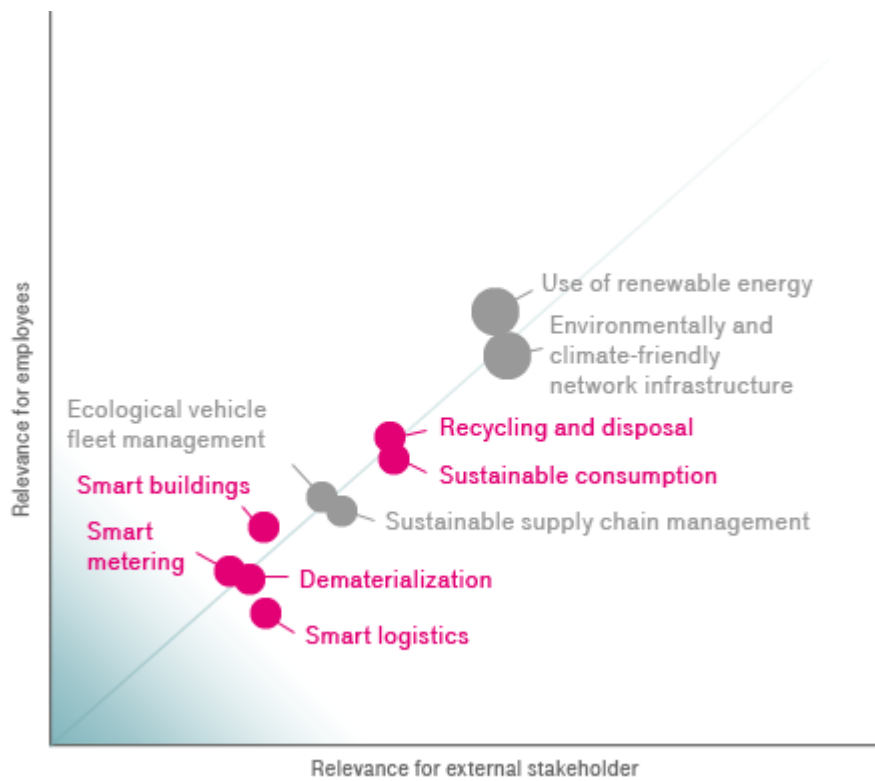 Use of renewable energy
Environmentally and
climate-friendly
network infrastructure
Ecological vehicle
fleet management
Recycling and disposal
Sustainable consumption
Smart buildings
Sustainable supply chain management
Smart
metering
Dematerialization
Smart logistics
Relevance for employees
Relevance for external stakeholder